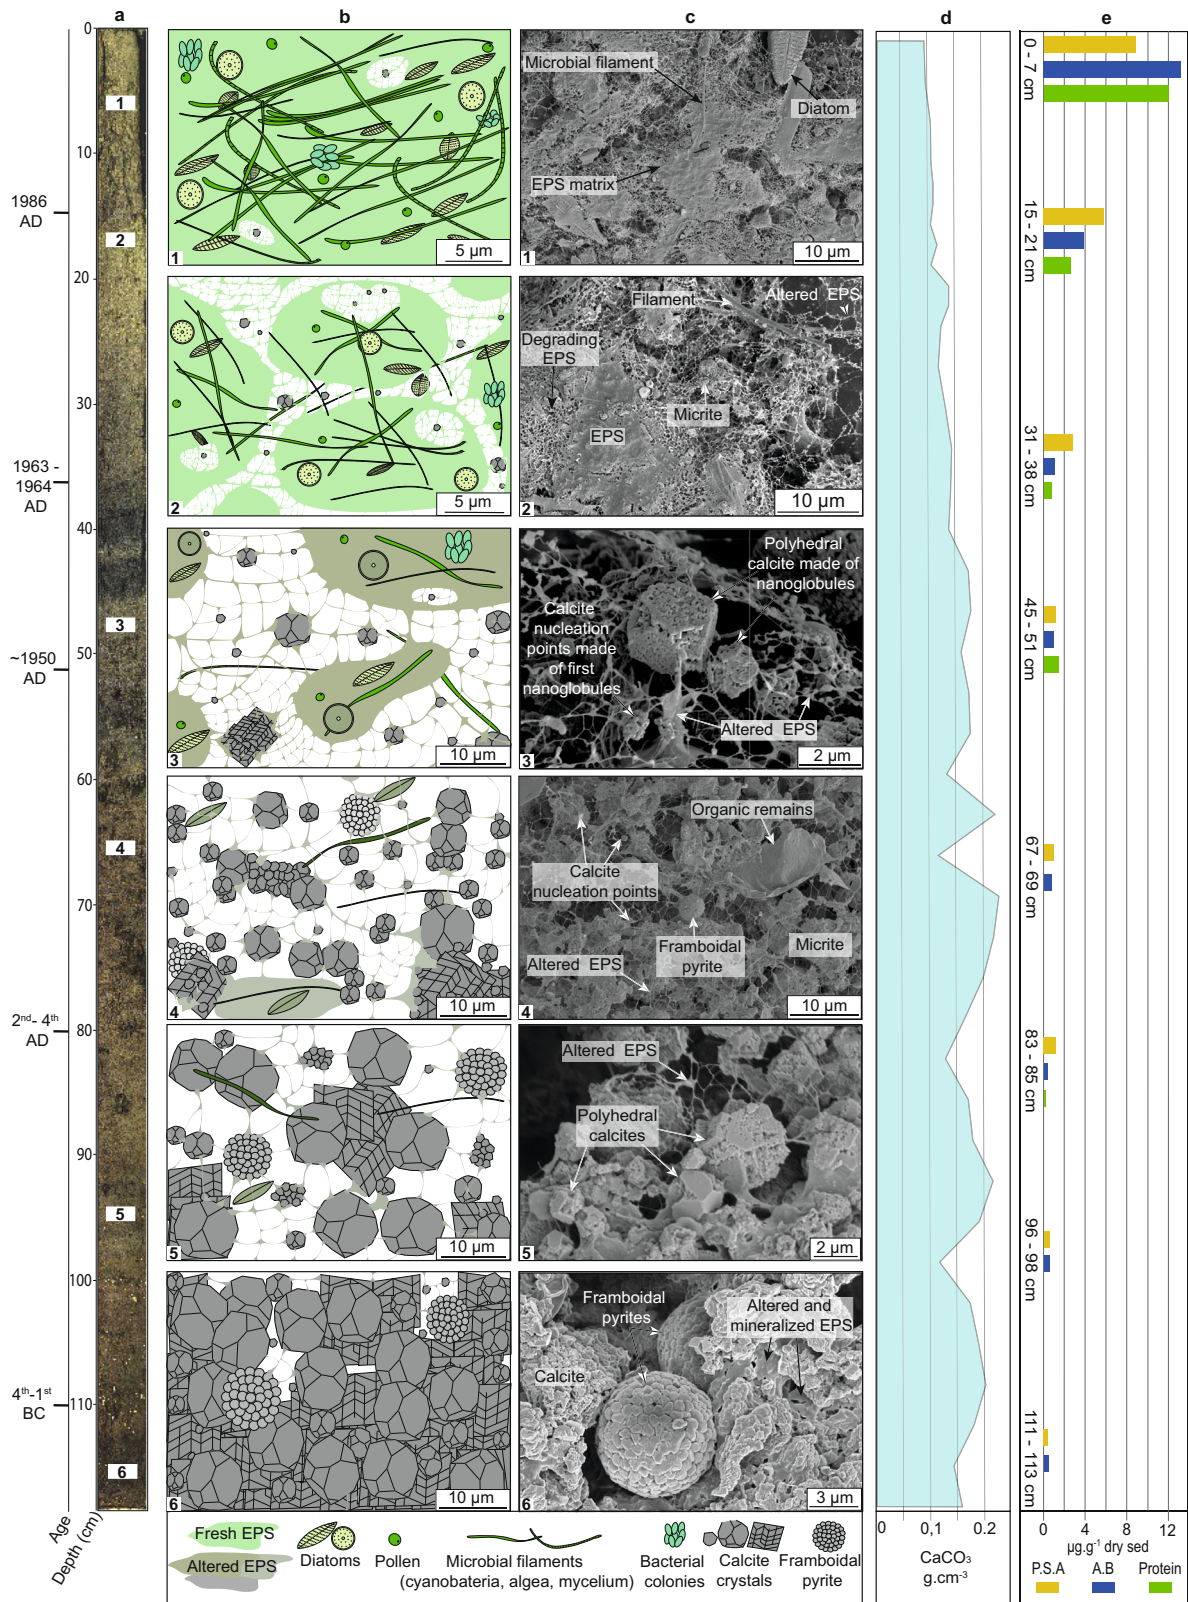 a
b
c
d
e
0
10
20
30
40
50
60
70
80
90
100
110
1986
AD
1963 -
1964
AD
~1950
AD
2nd- 4th
AD
4th-1st
BC
Age
Depth (cm)
1
2
3
4
5
6
1
5 µm
2
5 µm
3
10 µm
4
10 µm
5
10 µm
6
10 µm
Microbial filament
Diatom
EPS matrix
1
10 µm
Filament
Altered EPS
Degrading
EPS
Micrite
EPS
2
10 µm
Polyhedral
calcite made of
nanoglobules
Calcite
nucleation
points made
of first
nanoglobules
Altered EPS
3
2 µm
Organic remains
Calcite
nucleation points
Framboidal
pyrite
Micrite
Altered EPS
4
10 µm
Altered EPS
Polyhedral
calcites
5
2 µm
Framboidal
pyrites
Altered and
mineralized EPS
Calcite
6
3 µm
0 - 7 cm
15 - 21 cm
31 - 38 cm
45 - 51 cm
67 - 69 cm
83 - 85 cm
96 - 98 cm
111 - 113 cm
Fresh EPS
Altered EPS
Diatoms
Pollen
Microbial filaments
(cyanobateria, algea, mycelium)
Bacterial
colonies
Calcite
crystals
Framboidal
pyrite
0
0,1
0.2
CaCO₃
g.cm-³
0
4
8
12
µg.g-¹ dry sed
P.S.A
A.B
Protein